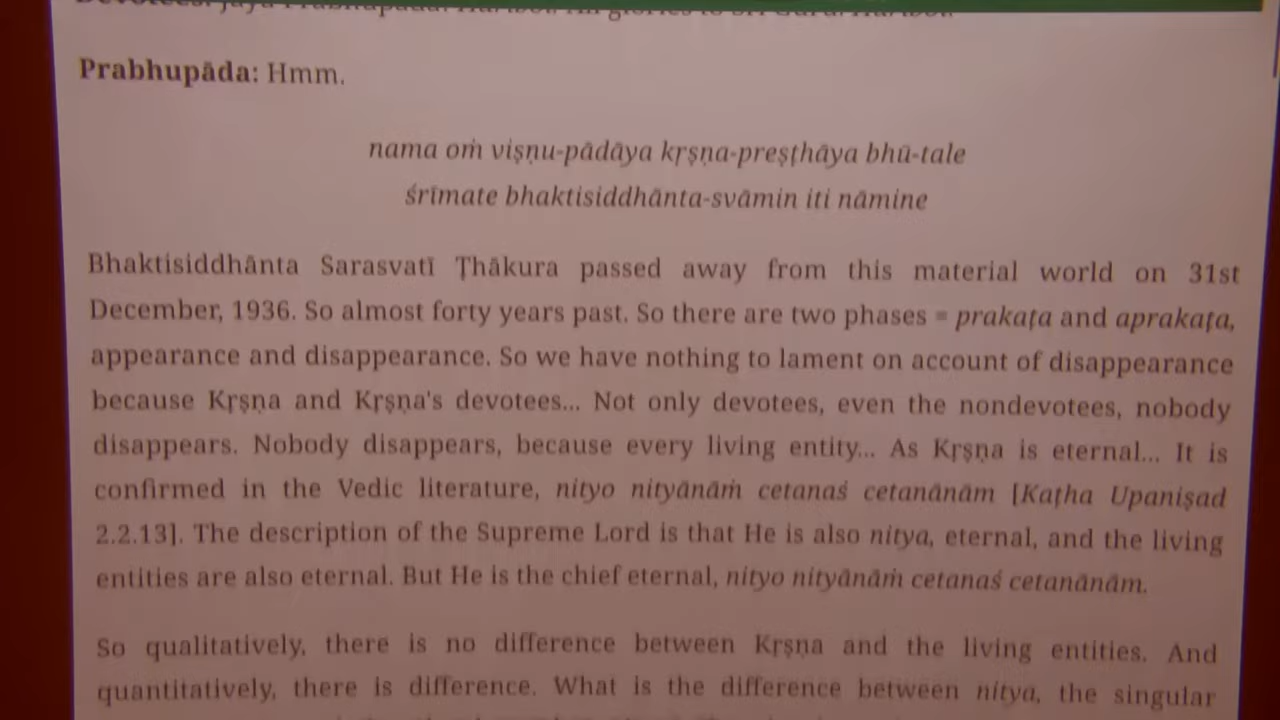 Prabhupāda: Hmm.
nama oṁ viṣṇu-pādāya kṛṣṇa-preṣṭhāya bhū-tale
śrīmate bhaktisiddhānta-svāmin iti nāmine
Bhaktisiddhānta Sarasvatī Ṭhākura passed away from this material world on 31st
December, 1936. So almost forty years past. So there are two phases = prakaṭa and aprakaṭa,
appearance and disappearance. So we have nothing to lament on account of disappearance
because Kṛṣṇa and Kṛṣṇa's devotees... Not only devotees, even the nondevotees, nobody
disappears. Nobody disappears, because every living entity... As Kṛṣṇa is eternal... It is
confirmed in the Vedic literature, nityo nityānāṁ cetanaś cetanānām [Kaṭha Upaniṣad
2.2.13]. The description of the Supreme Lord is that He is also nitya, eternal, and the living
entities are also eternal. But He is the chief eternal, nityo nityānāṁ cetanaś cetanānām.
So qualitatively, there is no difference between Kṛṣṇa and the living entities. And
quantitatively, there is difference. What is the difference between nitya, the singular